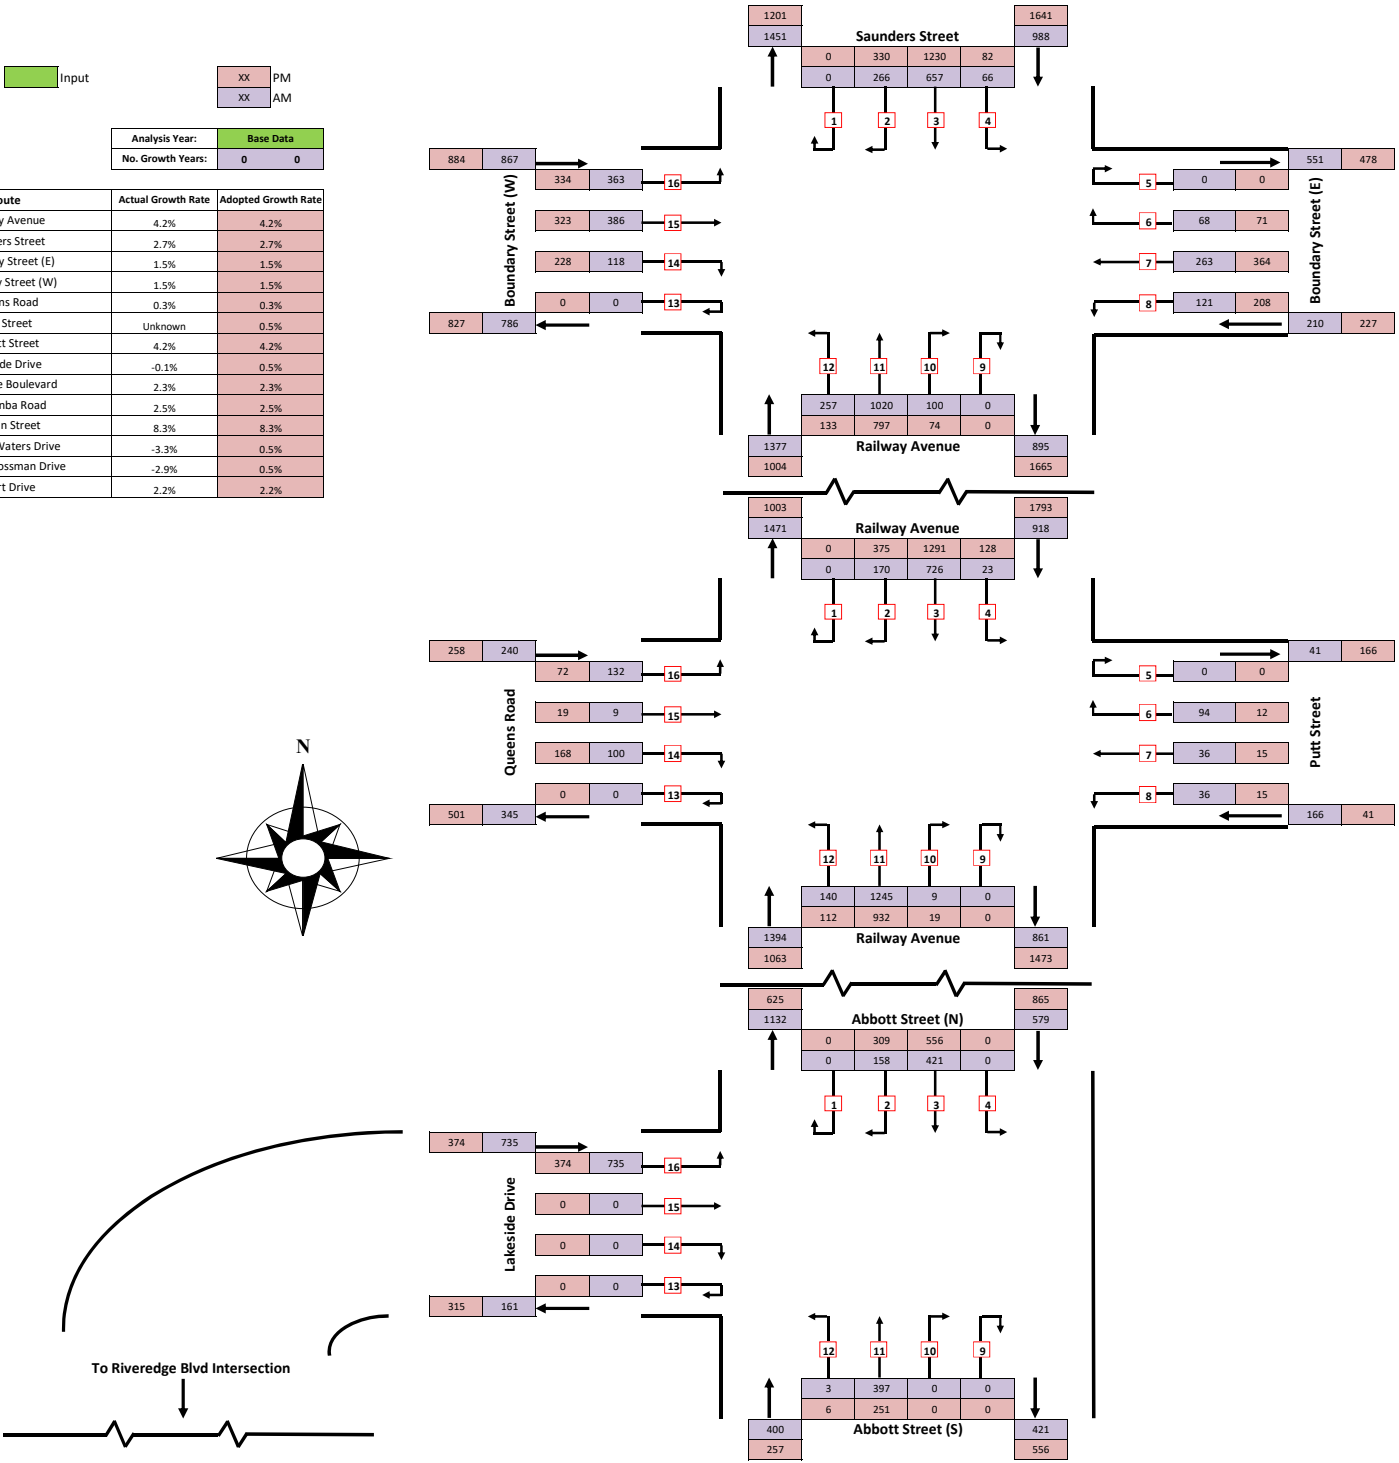 Input
XX PM
XX AM
Analysis Year: Base Data
No. Growth Years: 0 0
oute Actual Growth Rate Adopted Growth Rate
y Avenue 4.2% 4.2%
ers Street 2.7% 2.7%
y Street (E) 1.5% 1.5%
y Street (W) 1.5% 1.5%
ns Road 0.3% 0.3%
Street Unknown 0.5%
tt Street 4.2% 4.2%
de Drive -0.1% 0.5%
e Boulevard 2.3% 2.3%
mba Road 2.5% 2.5%
n Street 8.3% 8.3%
Waters Drive -3.3% 0.5%
ossman Drive -2.9% 0.5%
rt Drive 2.2% 2.2%
1201 1641
1451 Saunders Street 988
0 330 1230 82
0 266 657 66
1 2 3 4
884 867
334 363 16
323 386 15
228 118 14
0 0 13
827 786
Boundary Street (W)
551 478
5 0 0
6 68 71
7 263 364
8 121 208
210 227
Boundary Street (E)
12 11 10 9
257 1020 100 0
133 797 74 0
1377 Railway Avenue 895
1004 1665
1003 1793
1471 Railway Avenue 918
0 375 1291 128
0 170 726 23
1 2 3 4
258 240
72 132 16
19 9 15
168 100 14
0 0 13
501 345
Queens Road
41 166
5 0 0
6 94 12
7 36 15
8 36 15
166 41
Putt Street
N
12 11 10 9
140 1245 9 0
112 932 19 0
1394 Railway Avenue 861
1063 1473
625 865
1132 Abbott Street (N) 579
0 309 556 0
0 158 421 0
1 2 3 4
374 735
374 735 16
0 0 15
0 0 14
0 0 13
315 161
Lakeside Drive
12 11 10 9
3 397 0 0
6 251 0 0
400 Abbott Street (S) 421
257 556
To Riveredge Blvd Intersection